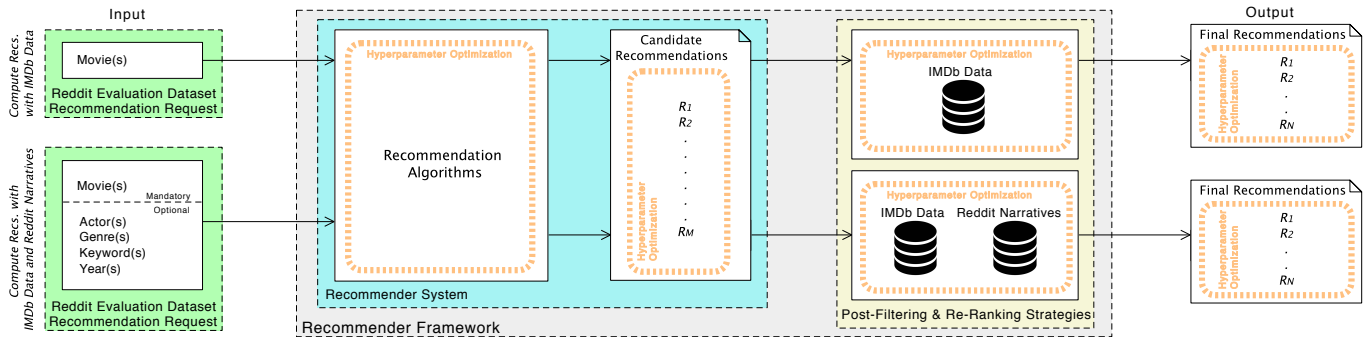 Input
Compute Recs.
with IMDb Data
Movie(s)
Reddit Evaluation Dataset
Recommendation Request
Compute Recs. with
IMDb Data and Reddit Narratives
Movie(s)
Mandatory
Optional
Actor(s)
Genre(s)
Keyword(s)
Year(s)
Reddit Evaluation Dataset
Recommendation Request
Hyperparameter Optimization
Recommendation
Algorithms
Candidate
Recommendations
R1
R2
.
.
.
.
.
.
RM
Hyperparameter
Optimization
Recommender System
Recommender Framework
Hyperparameter Optimization
IMDb Data
Hyperparameter Optimization
IMDb Data Reddit Narratives
Post-Filtering & Re-Ranking Strategies
Output
Final Recommendations
Hyperparameter
Optimization
R1
R2
.
.
RN
Final Recommendations
Hyperparameter
Optimization
R1
R2
.
.
RN